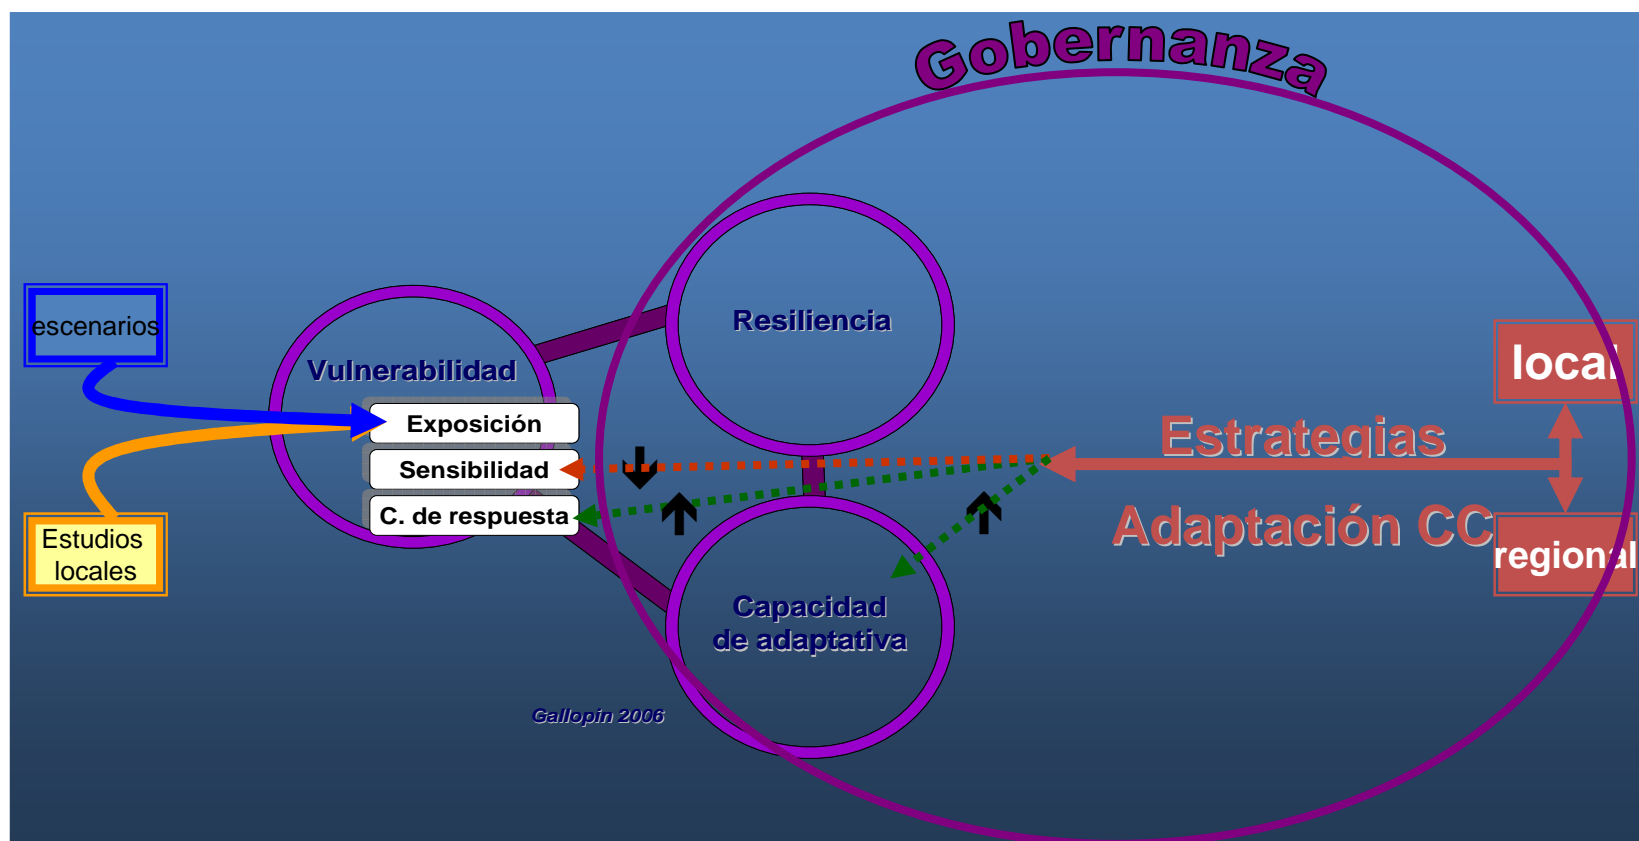 Gobernanza
escenarios
Estudios
locales
Vulnerabilidad
Exposición
Sensibilidad
C. de respuesta
Resiliencia
Capacidad
de adaptativa
Gallopin 2006
Estrategias
Adaptación CC
local
regional